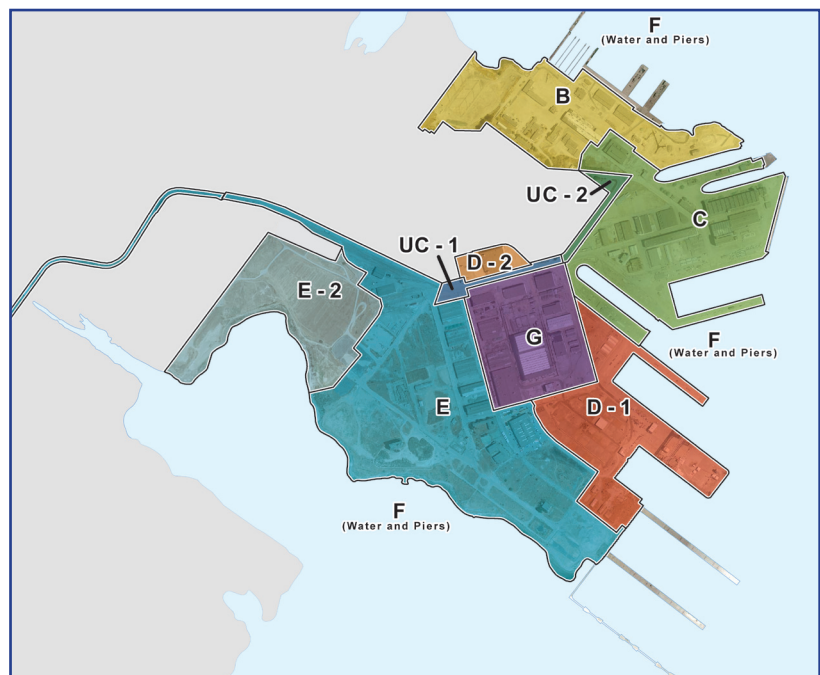 F
(Water and Piers)
B
UC - 2
C
UC - 1
D - 2
E - 2
G
F
(Water and Piers)
E
D - 1
F
(Water and Piers)